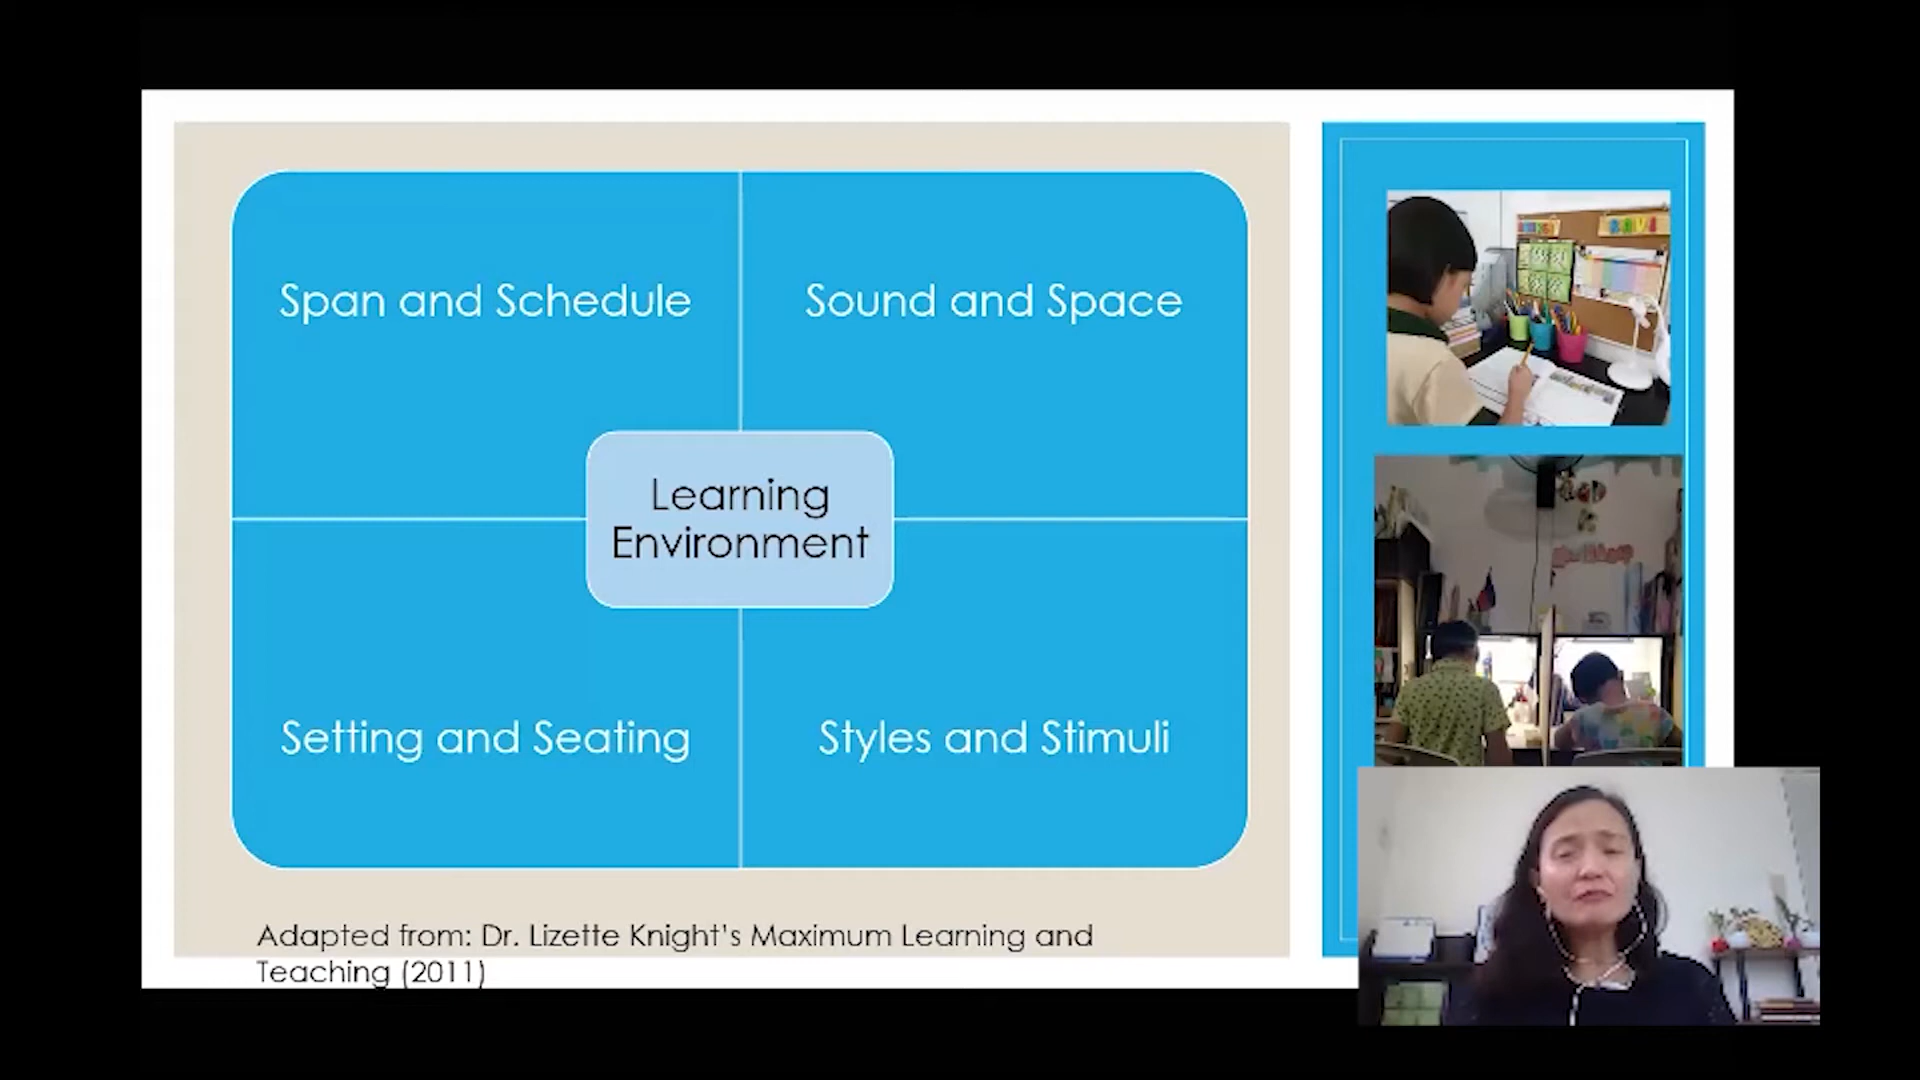 Span and Schedule
Sound and Space
Learning
Environment
Setting and Seating
Styles and Stimuli
Adapted from: Dr. Lizette Knight's Maximum Learning and
Teaching (2011)